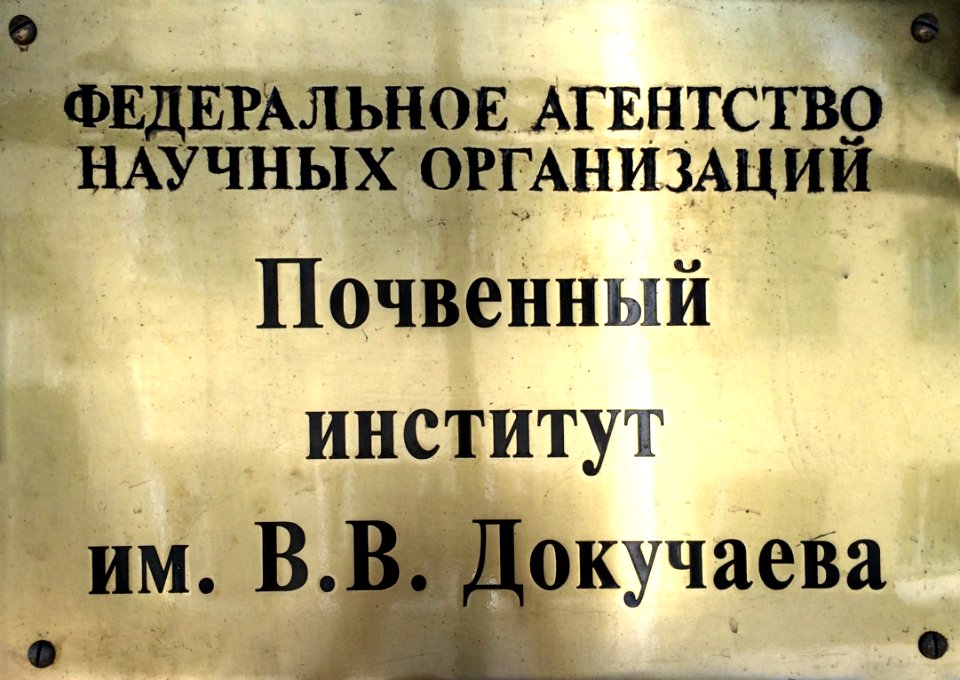 ФЕДЕРАЛЬНОЕ АГЕНТСТВО
НАУЧНЫХ ОРГАНИЗАЦИЙ
Почвенный
институт
им. В.В. Докучаева